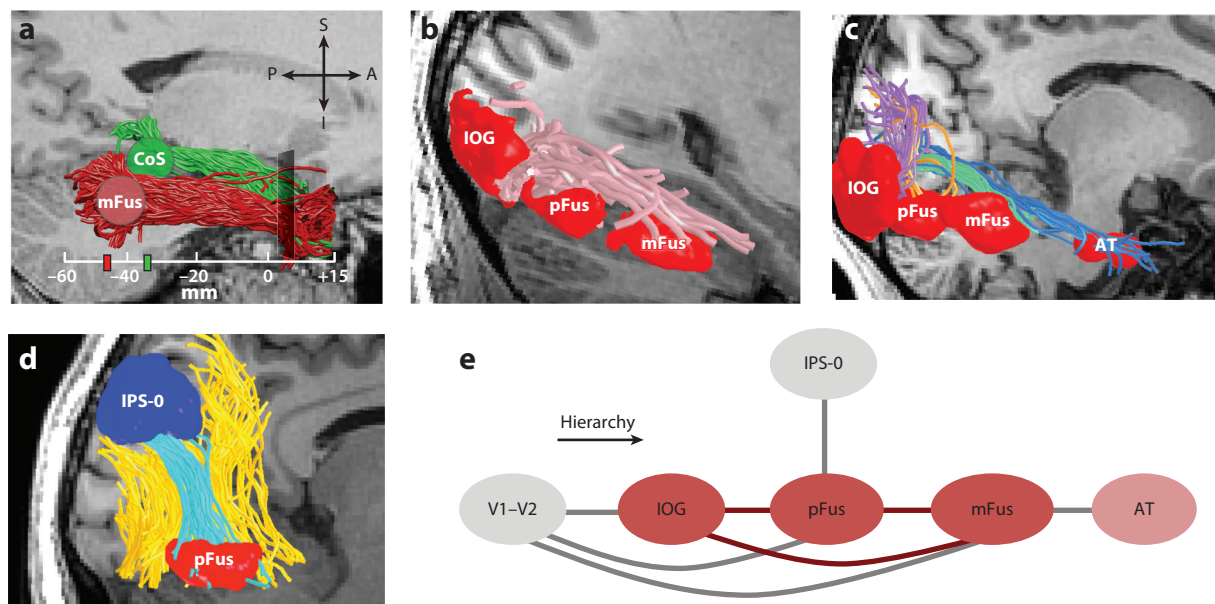 a
S
P
A
I
CoS
mFus
–60
–40
–20
0
+15
mm
b
IOG
pFus
mFus
c
IOG
pFus
mFus
AT
d
IPS-0
pFus
e
IPS-0
Hierarchy
V1–V2
IOG
pFus
mFus
AT